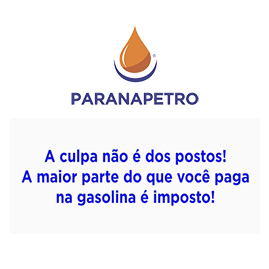 PARANAPETRO
A culpa não é dos postos!
A maior parte do que você paga
na gasolina é imposto!